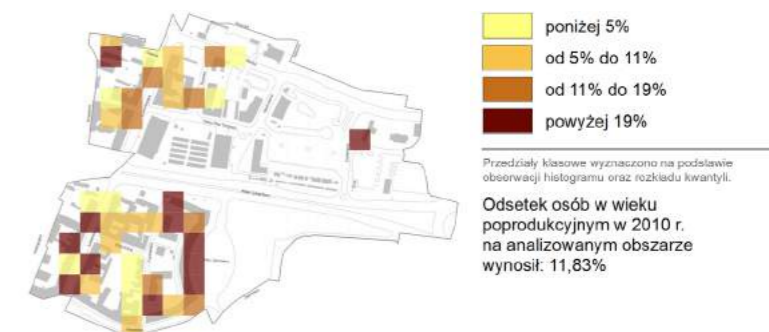 poniżej 5%
od 5% do 11%
od 11% do 19%
powyżej 19%
Przedziały klasowe wyznaczono na podstawie
obserwacji histogramu oraz rozkładu kwantyli.
Odsetek osób w wieku
poprodukcyjnym w 2010 r.
na analizowanym obszarze
wynosił: 11,83%